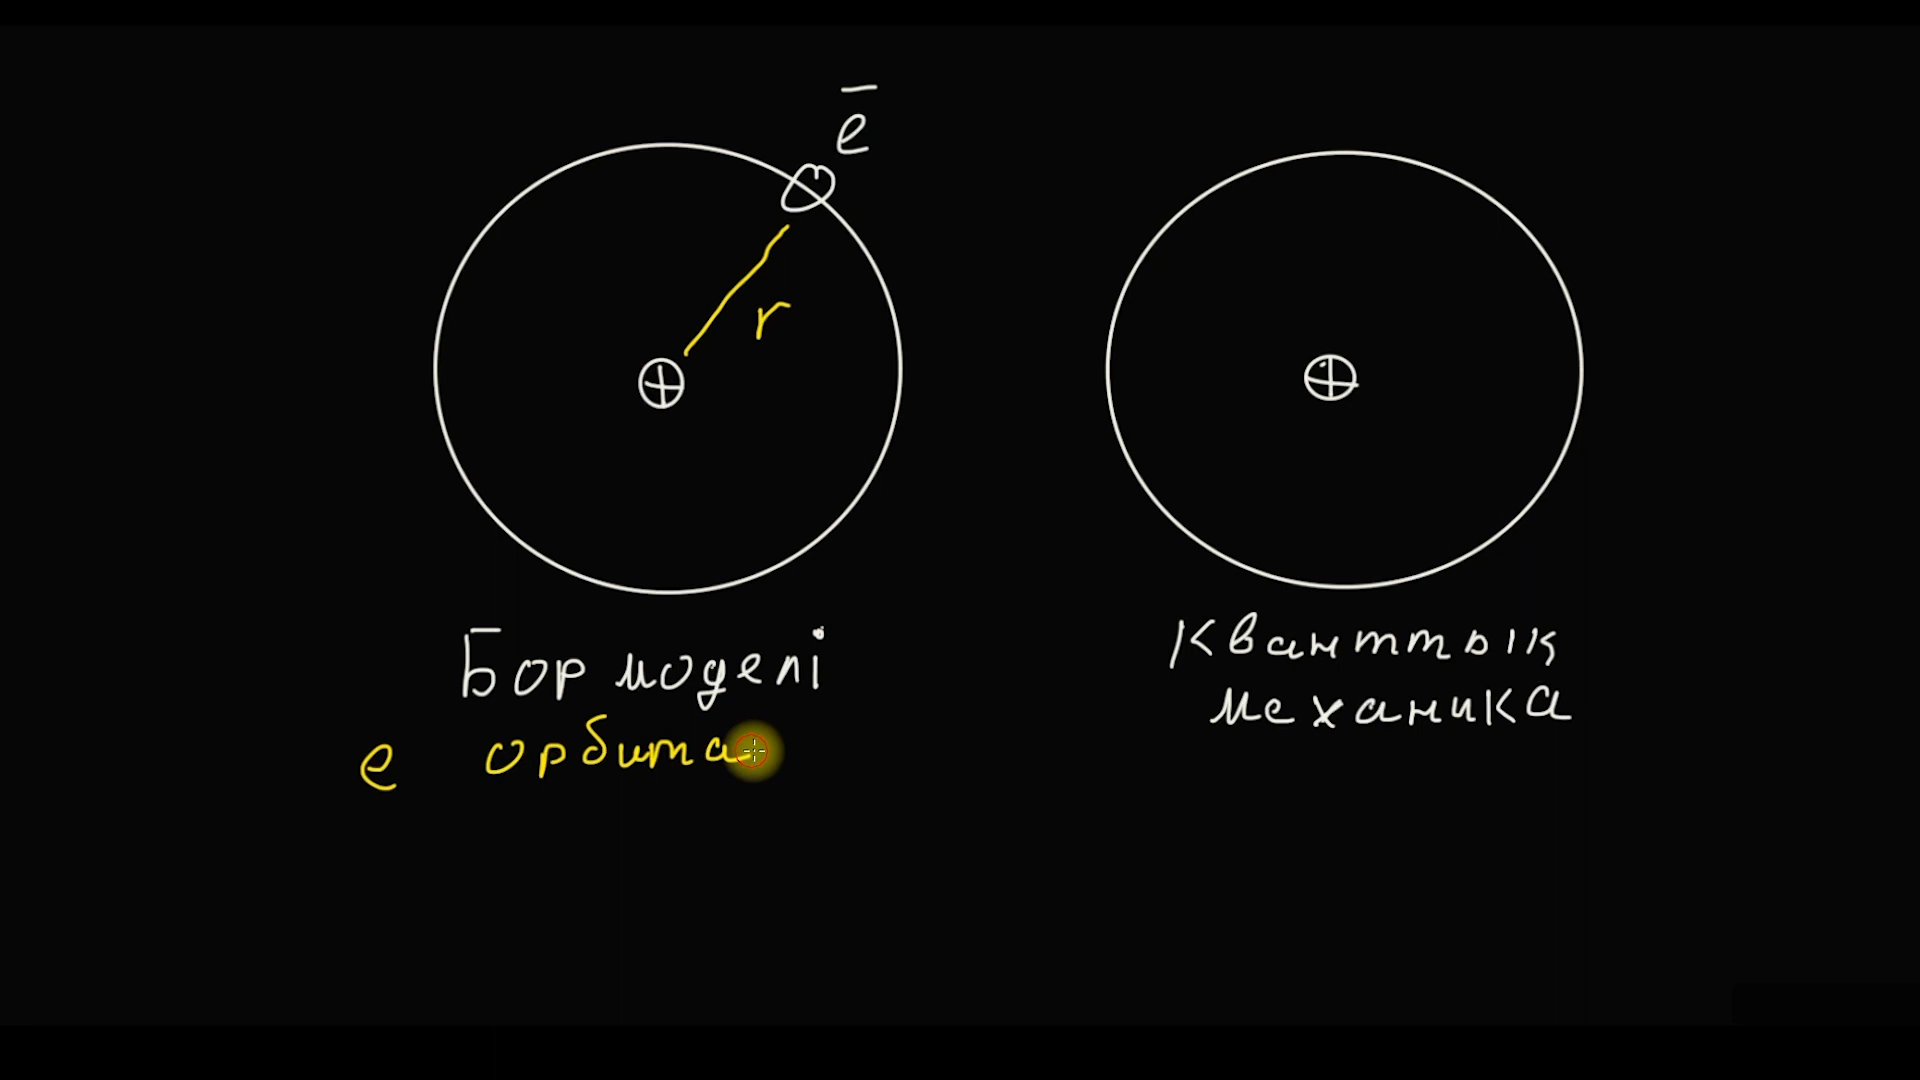 e̅
r
Бор моделі
Кванттық
механика
e орбита